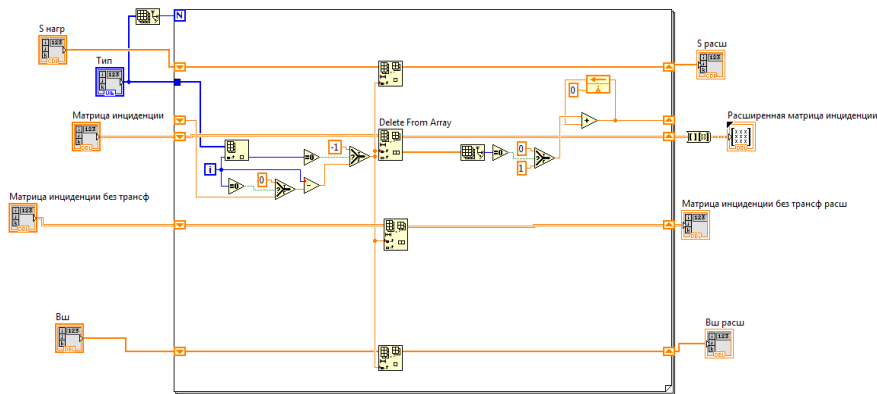 S нагр
Тип
Матрица инциденции
Матрица инциденции без трансф
Вш
N
i
Delete From Array
-1
0
0
1
0
S расш
Расширенная матрица инциденции
Матрица инциденции без трансф расш
Вш расш